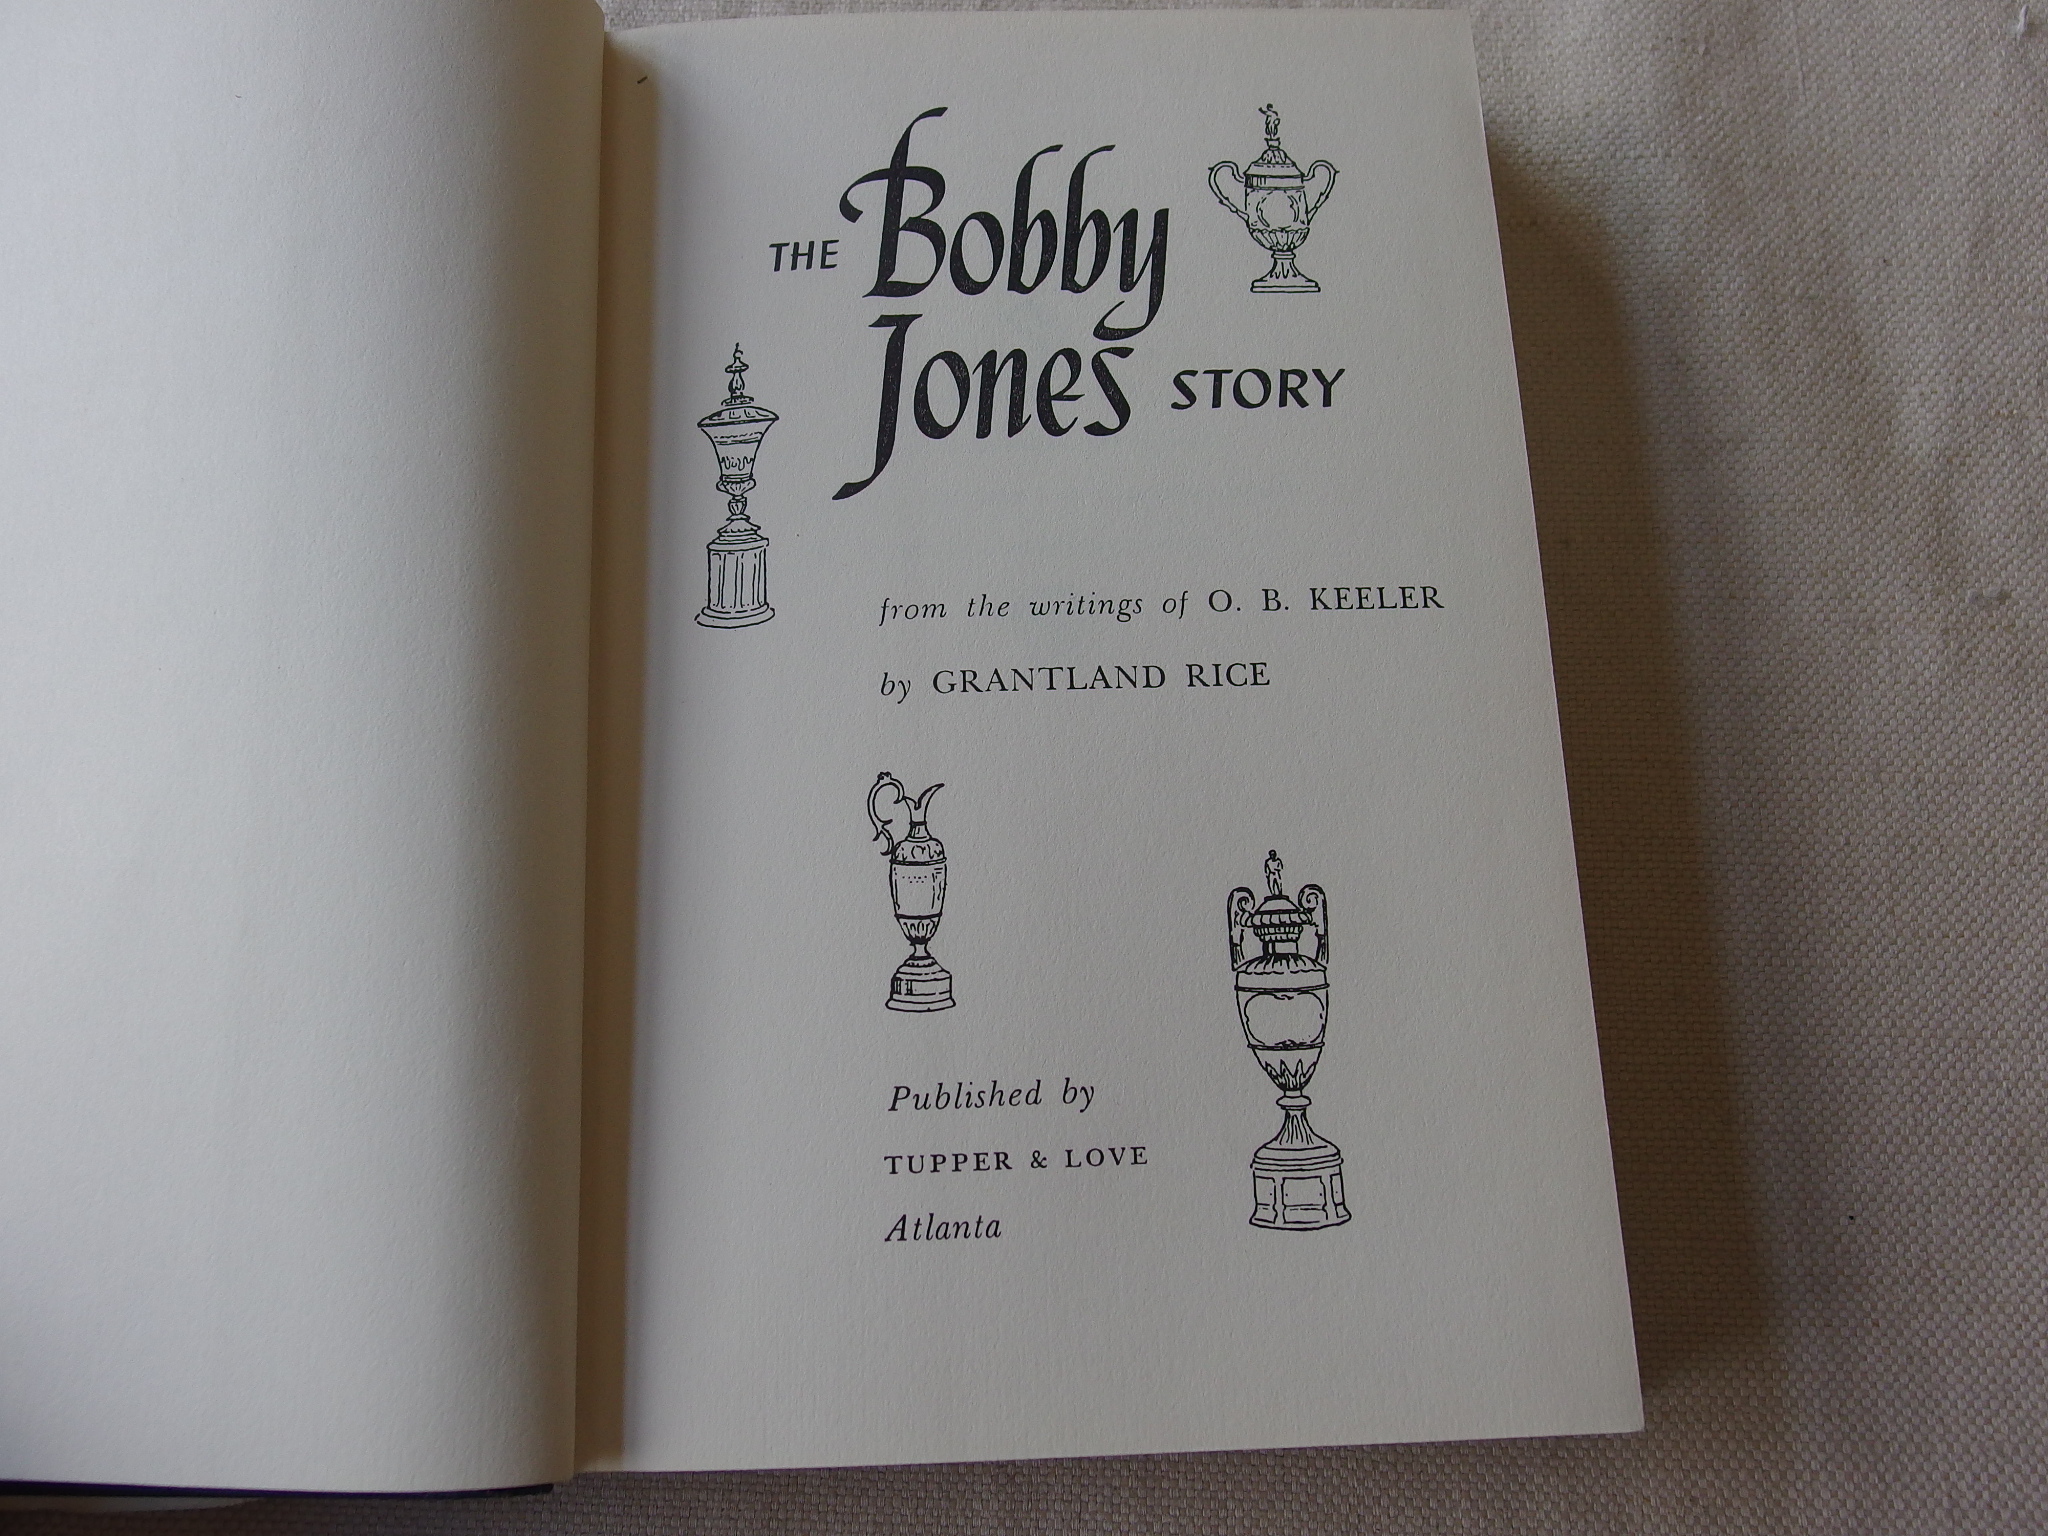 THE Bobby
Jones STORY
from the writings of O. B. KEELER
by GRANTLAND RICE
Published by
TUPPER & LOVE
Atlanta